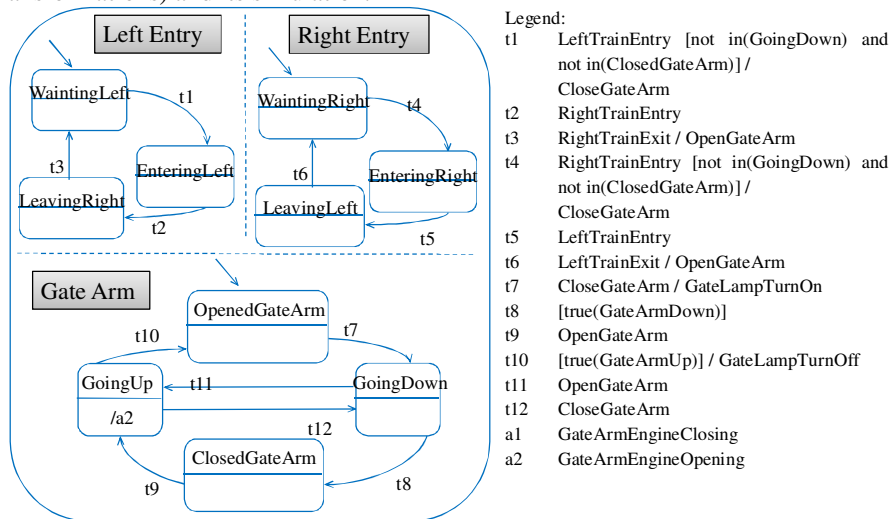 Left Entry
Right Entry
WaintingLeft
t1
EnteringLeft
t3
LeavingRight
t2
WaintingRight
t4
EnteringRight
t6
LeavingLeft
t5
Gate Arm
OpenedGateArm
t10
t7
GoingUp
/a2
t11
GoingDown
t12
ClosedGateArm
t9
t8
Legend:
t1 LeftTrainEntry [not in(GoingDown) and
not in(ClosedGateArm)] /
CloseGateArm
t2 RightTrainEntry
t3 RightTrainExit / OpenGateArm
t4 RightTrainEntry [not in(GoingDown) and
not in(ClosedGateArm)] /
CloseGateArm
t5 LeftTrainEntry
t6 LeftTrainExit / OpenGateArm
t7 CloseGateArm / GateLampTurnOn
t8 [true(GateArmDown)]
t9 OpenGateArm
t10 [true(GateArmUp)] / GateLampTurnOff
t11 OpenGateArm
t12 CloseGateArm
a1 GateArmEngineClosing
a2 GateArmEngineOpening